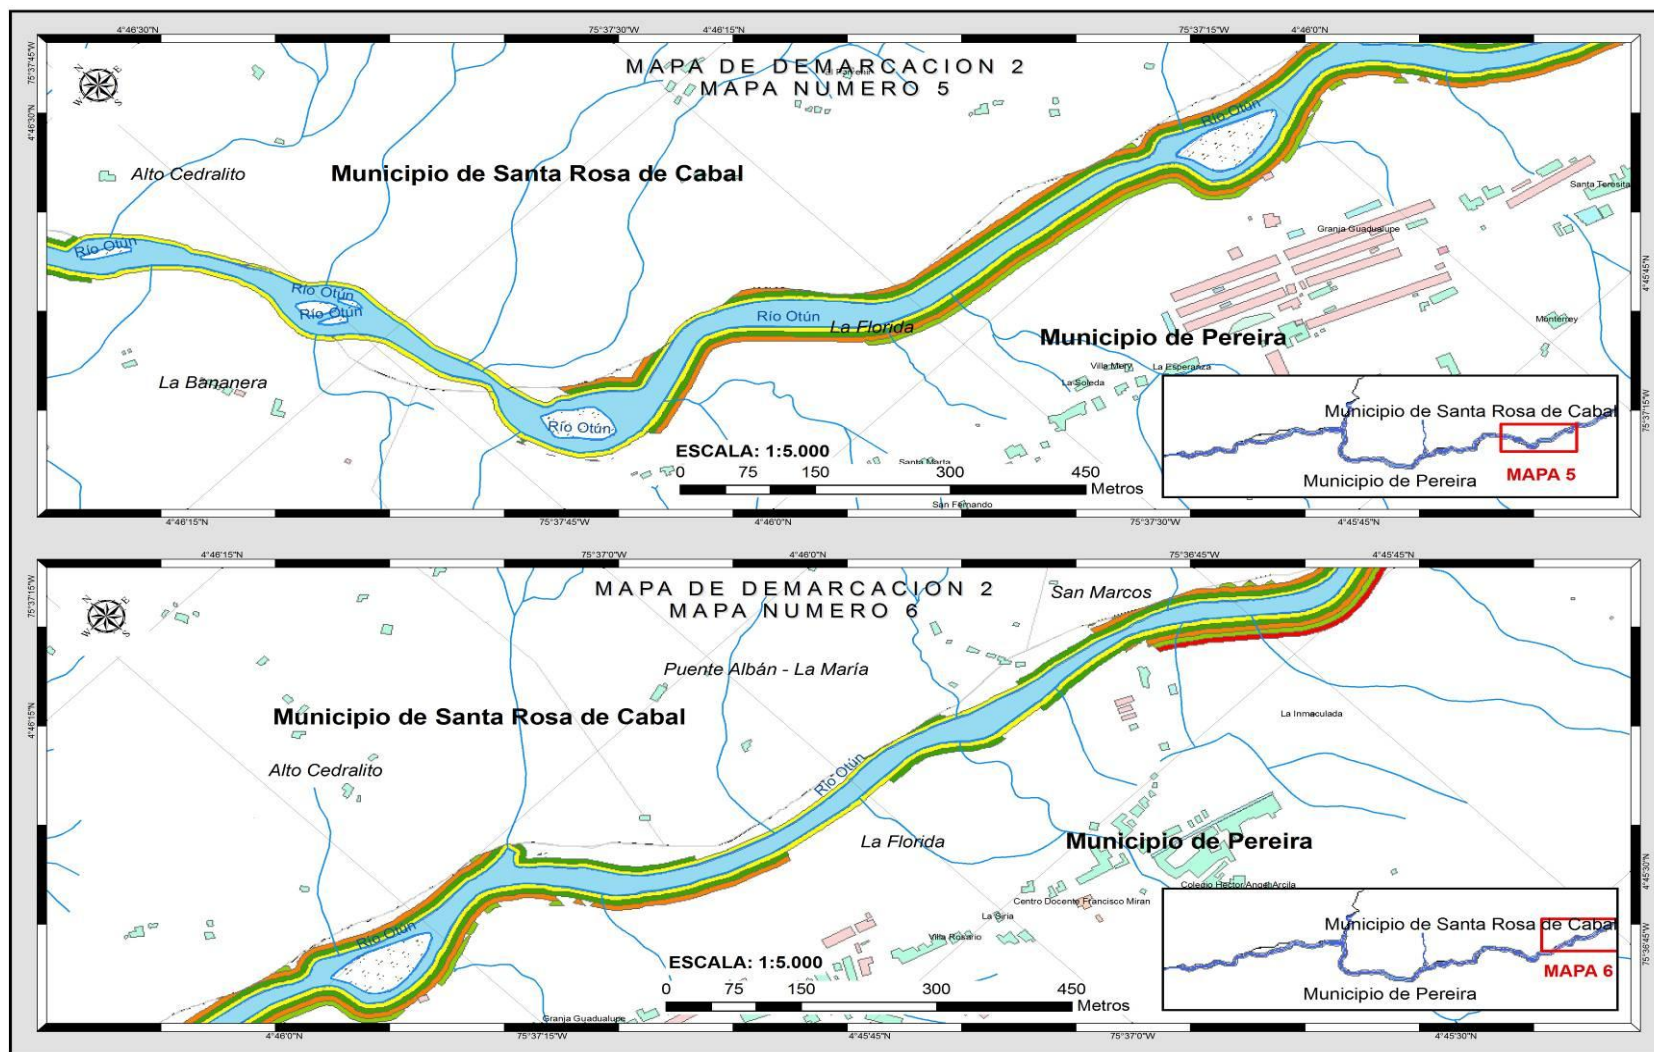 4°46'30"N
75°37'30"W
4°46'15"N
75°37'15"W
4°46'0"N
75°37'45"W
4°46'30"N
N
E
W
S
MAPA DE DEMARCACION 2
MAPA NUMERO 5
Río Otún
Alto Cedralito
Municipio de Santa Rosa de Cabal
Santa Teresita
Granja Guadualupe
Río Otún
Río Otún
Río Otún
Río Otún
La Florida
Municipio de Pereira
Monterrey
4°45'45"N
75°37'15"W
La Bananera
Villa Mery
La Esperanza
La Soleda
Río Otún
Santa Marta
San Fernando
ESCALA: 1:5.000
0 75 150 300 450
Metros
Municipio de Santa Rosa de Cabal
MAPA 5
Municipio de Pereira
4°46'15"N
75°37'45"W
4°46'0"N
75°37'30"W
4°45'45"N
4°46'15"N
75°37'0"W
4°46'0"N
75°36'45"W
4°45'45"N
75°37'15"W
4°46'15"N
N
E
W
S
MAPA DE DEMARCACION 2
MAPA NUMERO 6
San Marcos
Puente Albán - La María
Municipio de Santa Rosa de Cabal
La Inmaculada
Alto Cedralito
Río Otún
La Florida
Municipio de Pereira
Colegio Hector Angel Arcila
Centro Docente Francisco Miran
La Siria
Villa Rosario
Río Otún
Granja Guadualupe
4°45'30"N
75°36'45"W
ESCALA: 1:5.000
0 75 150 300 450
Metros
Municipio de Santa Rosa de Cabal
MAPA 6
Municipio de Pereira
4°46'0"N
75°37'15"W
4°45'45"N
75°37'0"W
4°45'30"N